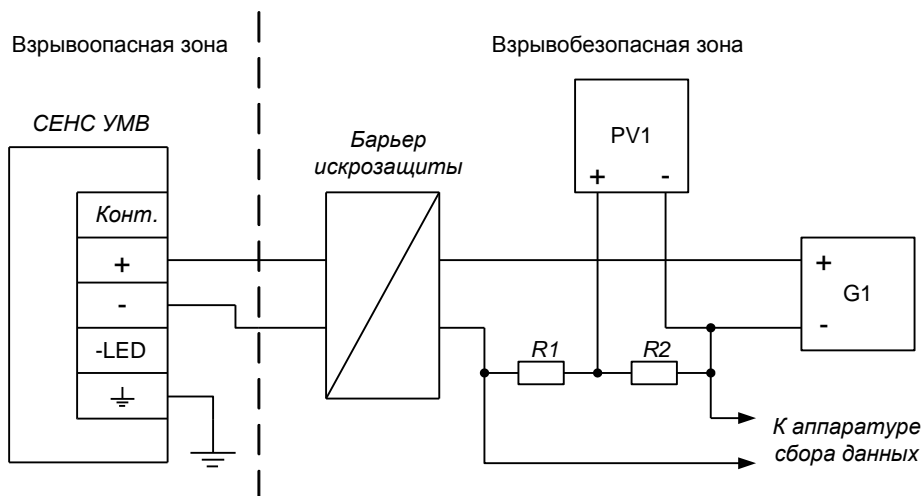 Взрывоопасная зона
Взрывобезопасная зона
СЕНС УМВ
Барьер
искрозащиты
PV1
+ -
Конт.
+
-
-LED
+
G1
-
R1
R2
К аппаратуре
сбора данных